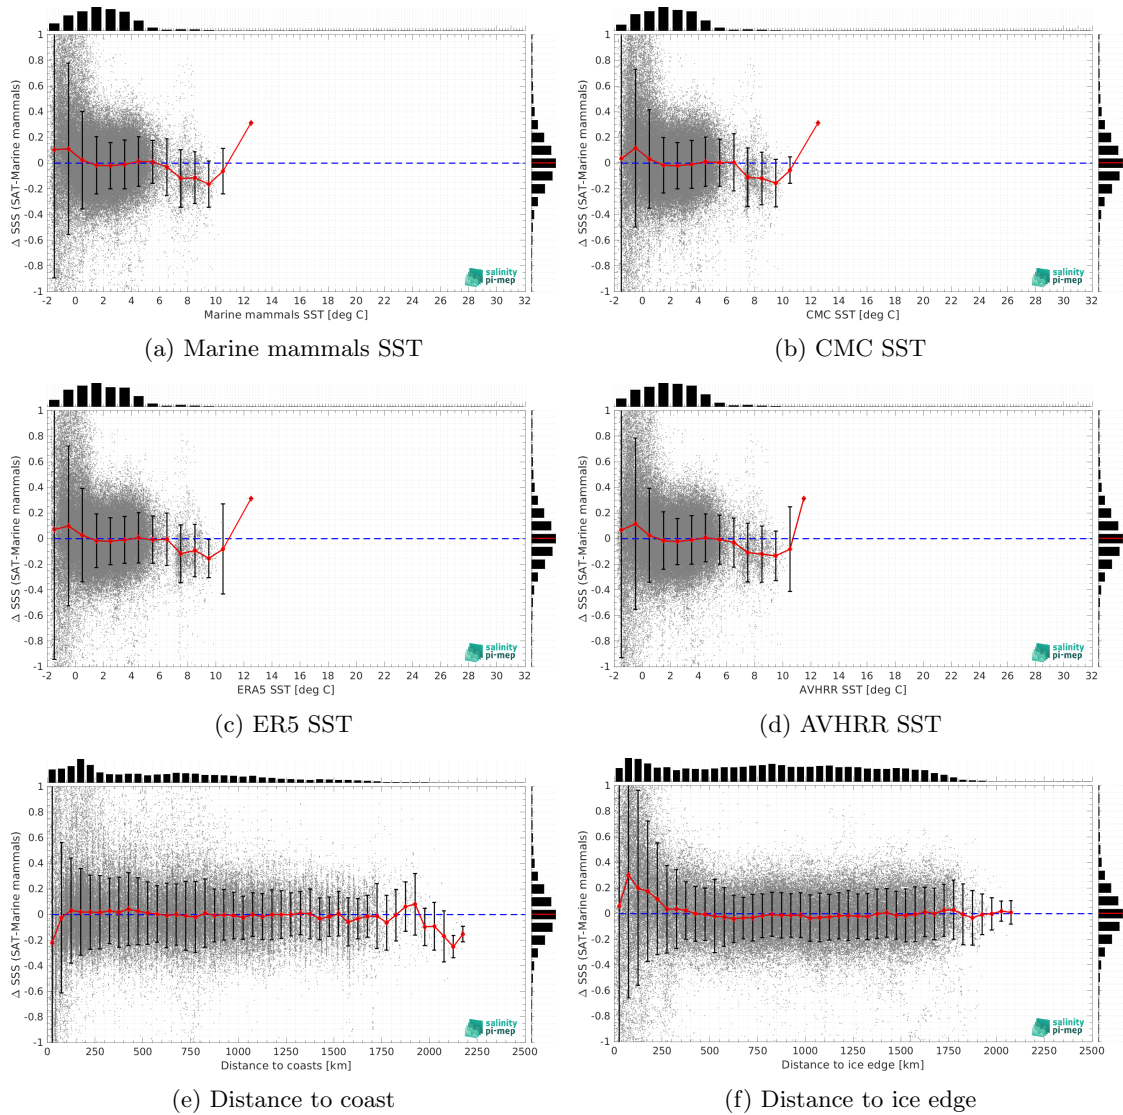 1
0.8
0.6
0.4
0.2
0
-0.2
-0.4
-0.6
-0.8
-1
Δ SSS (SAT-Marine mammals)
-2 0 2 4 6 8 10 12 14 16 18 20 22 24 26 28 30 32
Marine mammals SST [deg C]
salinity
pi-mep
(a) Marine mammals SST
1
0.8
0.6
0.4
0.2
0
-0.2
-0.4
-0.6
-0.8
-1
Δ SSS (SAT-Marine mammals)
-2 0 2 4 6 8 10 12 14 16 18 20 22 24 26 28 30 32
CMC SST [deg C]
salinity
pi-mep
(b) CMC SST
1
0.8
0.6
0.4
0.2
0
-0.2
-0.4
-0.6
-0.8
-1
Δ SSS (SAT-Marine mammals)
-2 0 2 4 6 8 10 12 14 16 18 20 22 24 26 28 30 32
ERA5 SST [deg C]
salinity
pi-mep
(c) ER5 SST
1
0.8
0.6
0.4
0.2
0
-0.2
-0.4
-0.6
-0.8
-1
Δ SSS (SAT-Marine mammals)
-2 0 2 4 6 8 10 12 14 16 18 20 22 24 26 28 30 32
AVHRR SST [deg C]
salinity
pi-mep
(d) AVHRR SST
1
0.8
0.6
0.4
0.2
0
-0.2
-0.4
-0.6
-0.8
-1
Δ SSS (SAT-Marine mammals)
0 250 500 750 1000 1250 1500 1750 2000 2250 2500
Distance to coasts [km]
salinity
pi-mep
(e) Distance to coast
1
0.8
0.6
0.4
0.2
0
-0.2
-0.4
-0.6
-0.8
-1
Δ SSS (SAT-Marine mammals)
0 250 500 750 1000 1250 1500 1750 2000 2250 2500
Distance to ice edge [km]
salinity
pi-mep
(f) Distance to ice edge